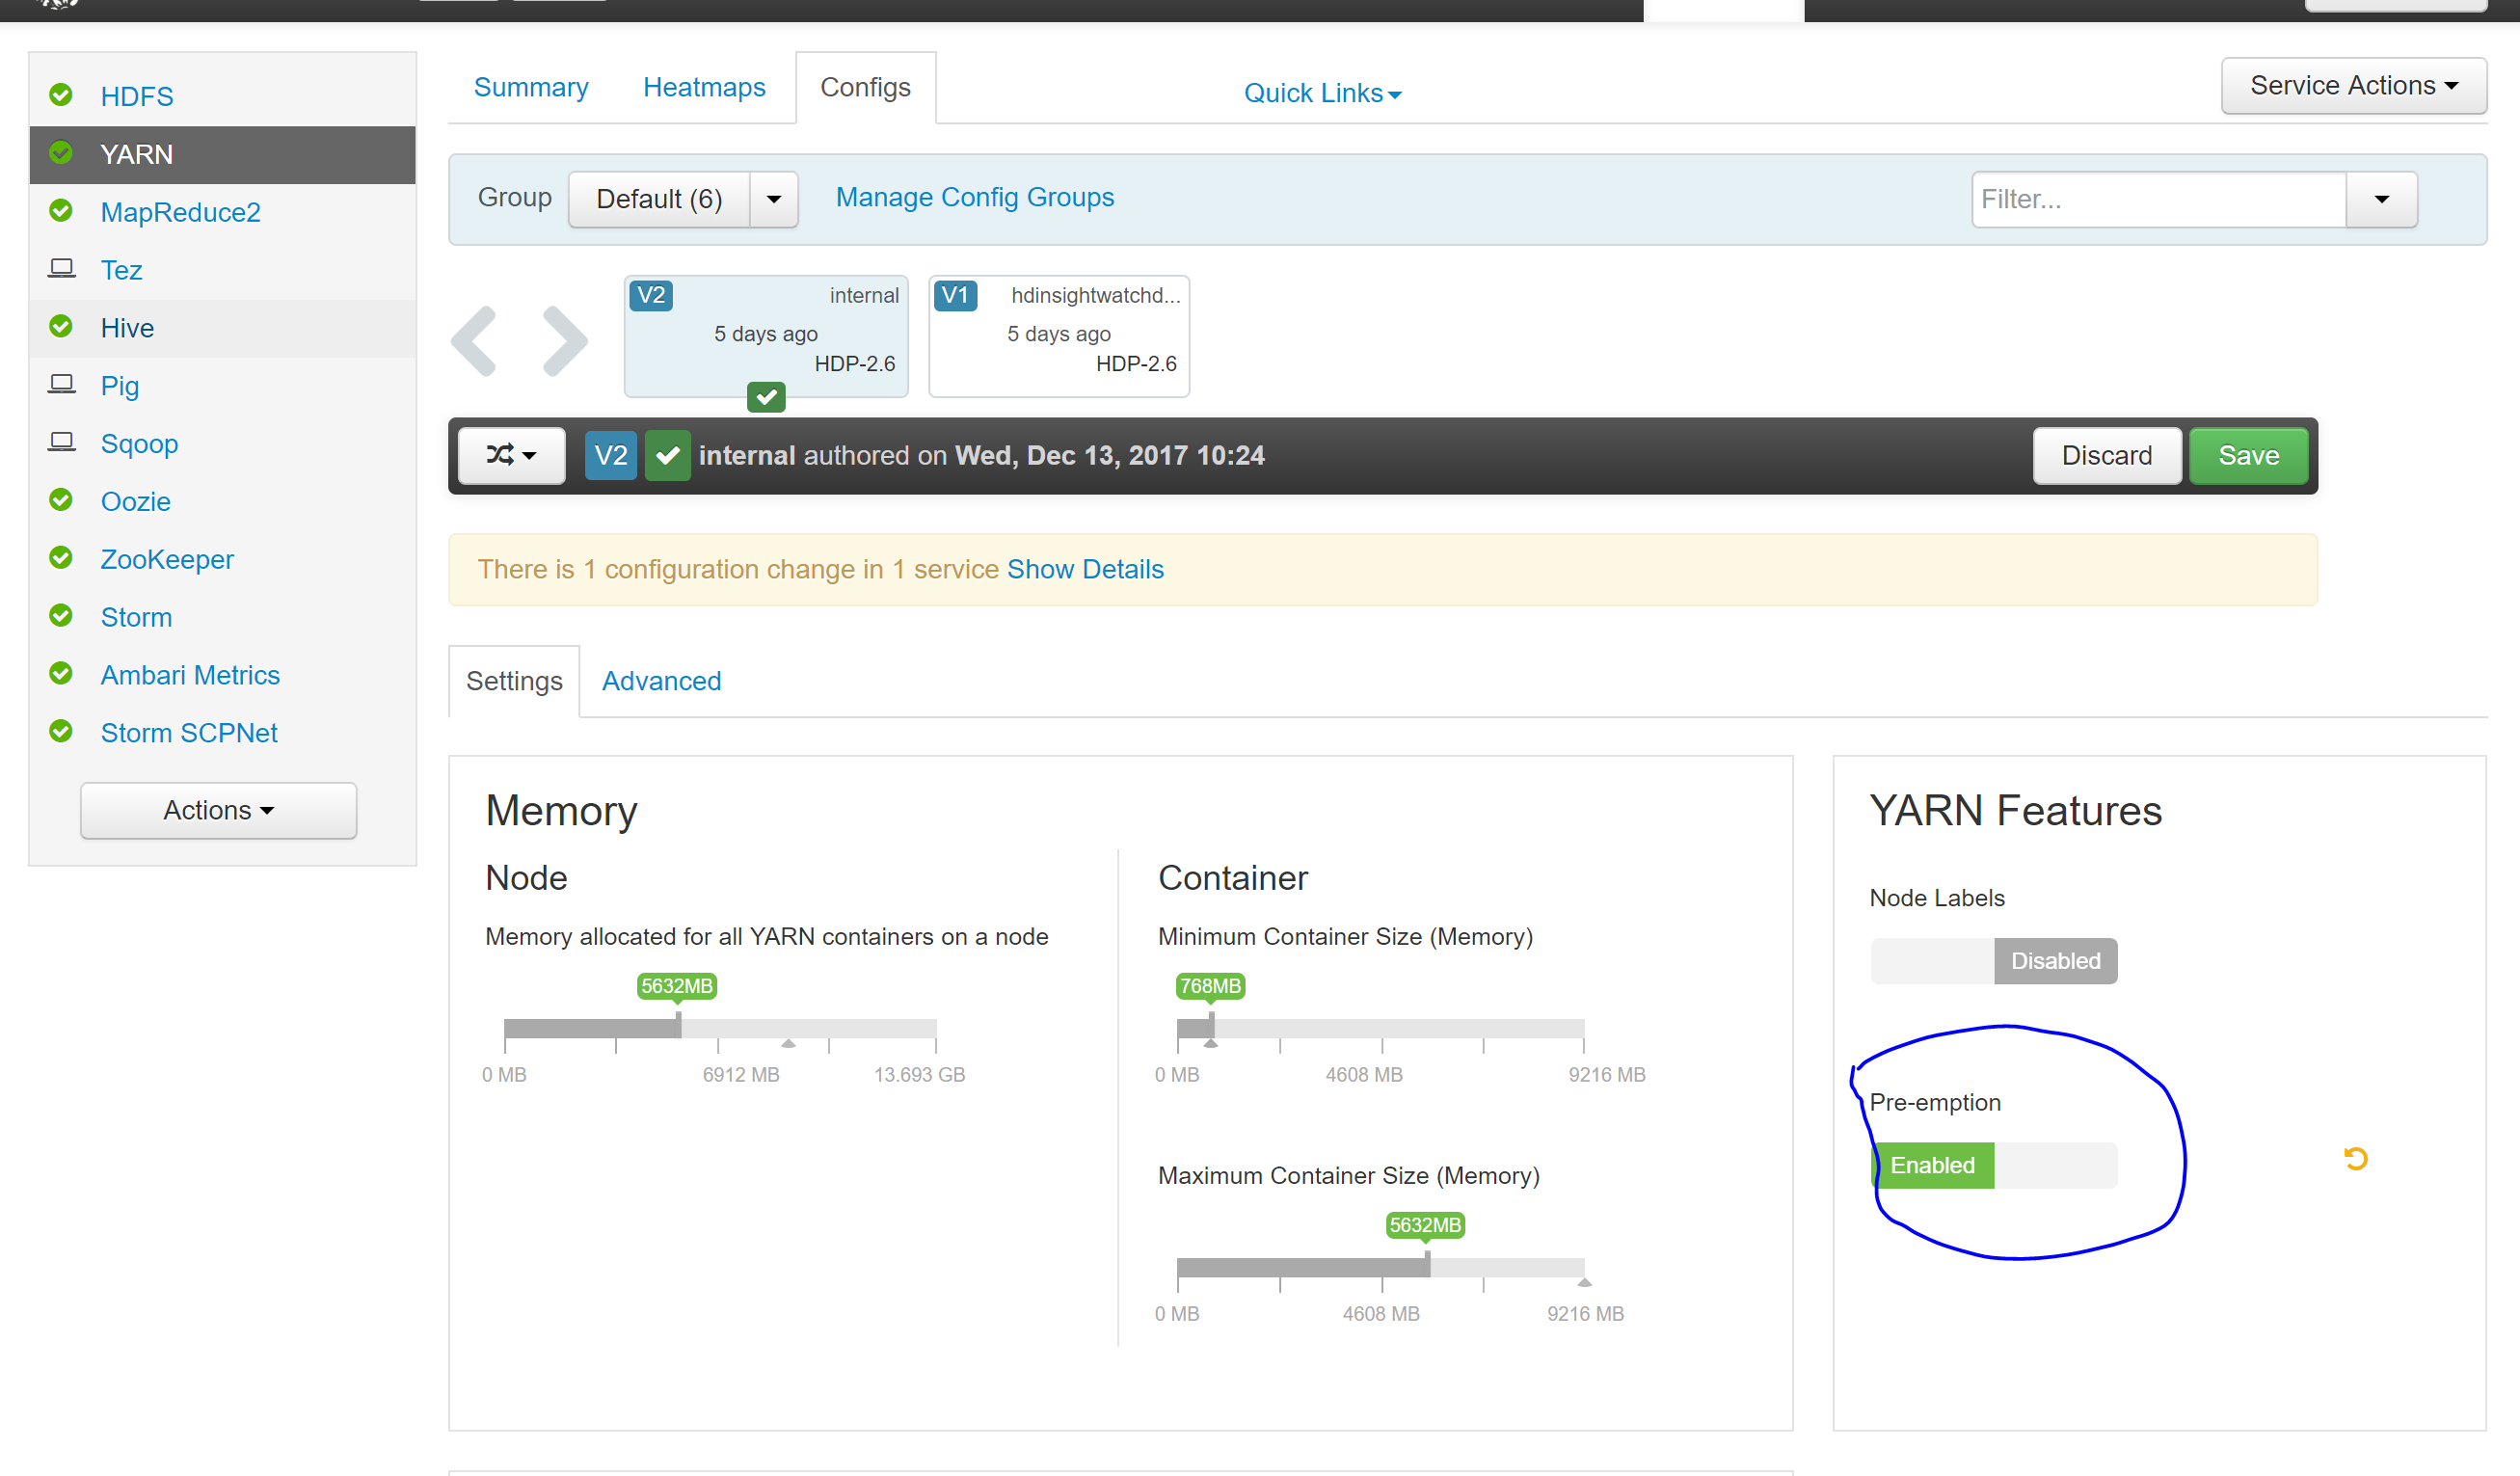 HDFS
YARN
MapReduce2
Tez
Hive
Pig
Sqoop
Oozie
ZooKeeper
Storm
Ambari Metrics
Storm SCPNet
Actions
Summary Heatmaps Configs Quick Links Service Actions
Group Default (6) Manage Config Groups Filter...
V2 internal
5 days ago
HDP-2.6
V1 hdinsightwatchd...
5 days ago
HDP-2.6
V2 internal authored on Wed, Dec 13, 2017 10:24 Discard Save
There is 1 configuration change in 1 service Show Details
Settings Advanced
Memory
Node
Memory allocated for all YARN containers on a node
5632MB
0 MB 6912 MB 13.693 GB
Container
Minimum Container Size (Memory)
768MB
0 MB 4608 MB 9216 MB
Maximum Container Size (Memory)
5632MB
0 MB 4608 MB 9216 MB
YARN Features
Node Labels
Disabled
Pre-emption
Enabled